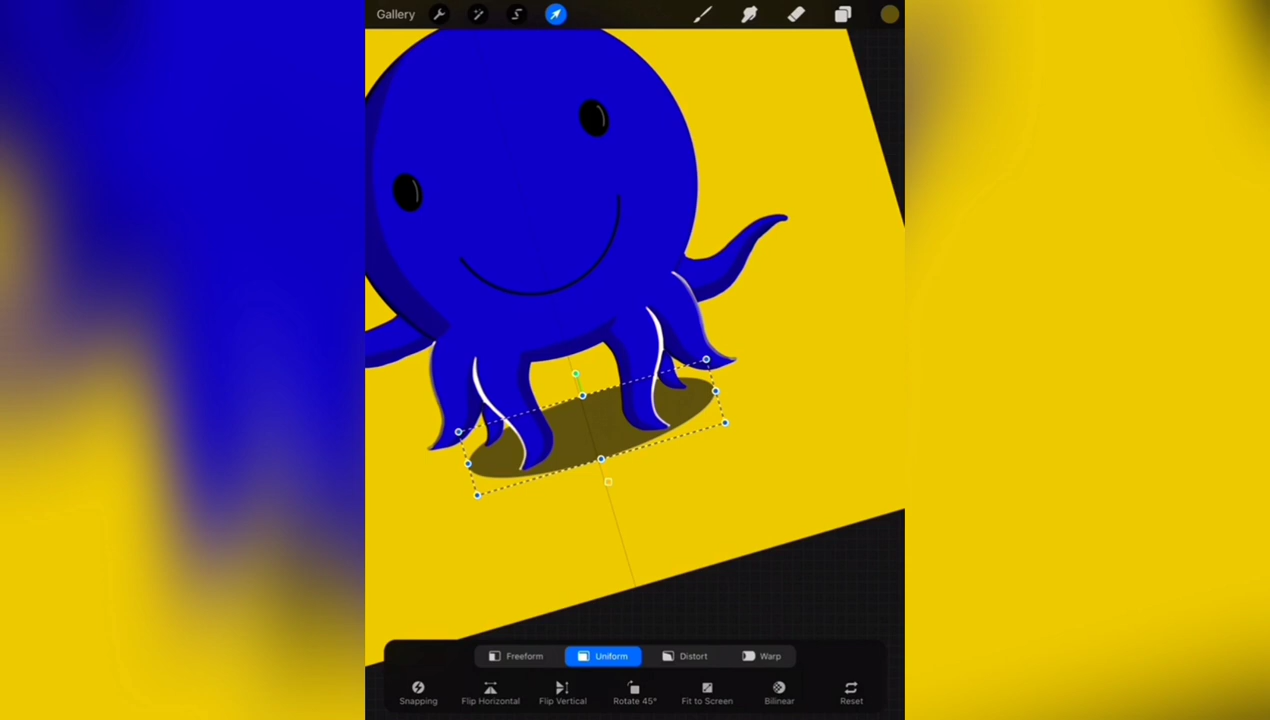 Gallery
Freeform Uniform Distort Warp
Snapping Flip Horizontal Flip Vertical Rotate 45° Fit to Screen Bilinear Reset